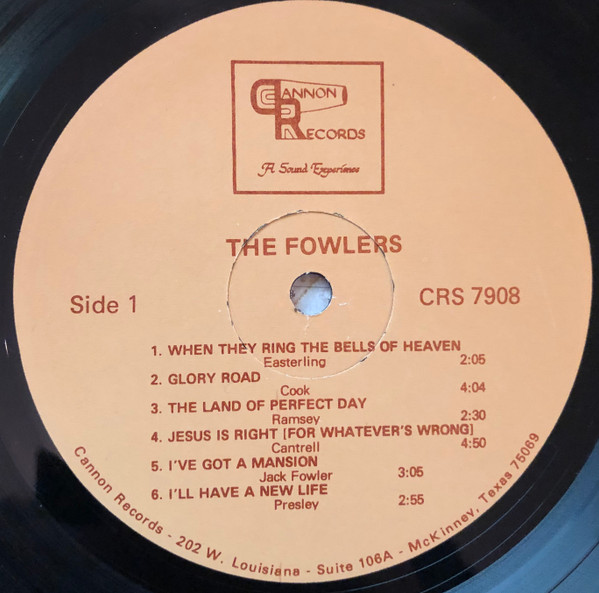 CANNON
RECORDS
A Sound Experience
THE FOWLERS
Side 1
CRS 7908
1. WHEN THEY RING THE BELLS OF HEAVEN
Easterling 2:05
2. GLORY ROAD
Cook 4:04
3. THE LAND OF PERFECT DAY
Ramsey 2:30
4. JESUS IS RIGHT [FOR WHATEVER'S WRONG]
Cantrell 4:50
5. I'VE GOT A MANSION
Jack Fowler 3:05
6. I'LL HAVE A NEW LIFE
Presley 2:55
Cannon Records - 202 W. Louisiana - Suite 106A - McKinney, Texas 75069